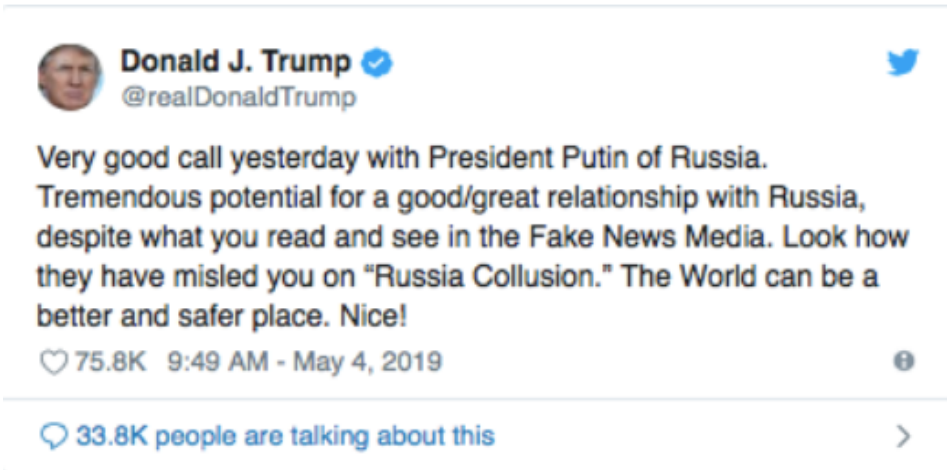 Donald J. Trump
@realDonaldTrump
Very good call yesterday with President Putin of Russia.
Tremendous potential for a good/great relationship with Russia,
despite what you read and see in the Fake News Media. Look how
they have misled you on “Russia Collusion.” The World can be a
better and safer place. Nice!
75.8K 9:49 AM - May 4, 2019
33.8K people are talking about this